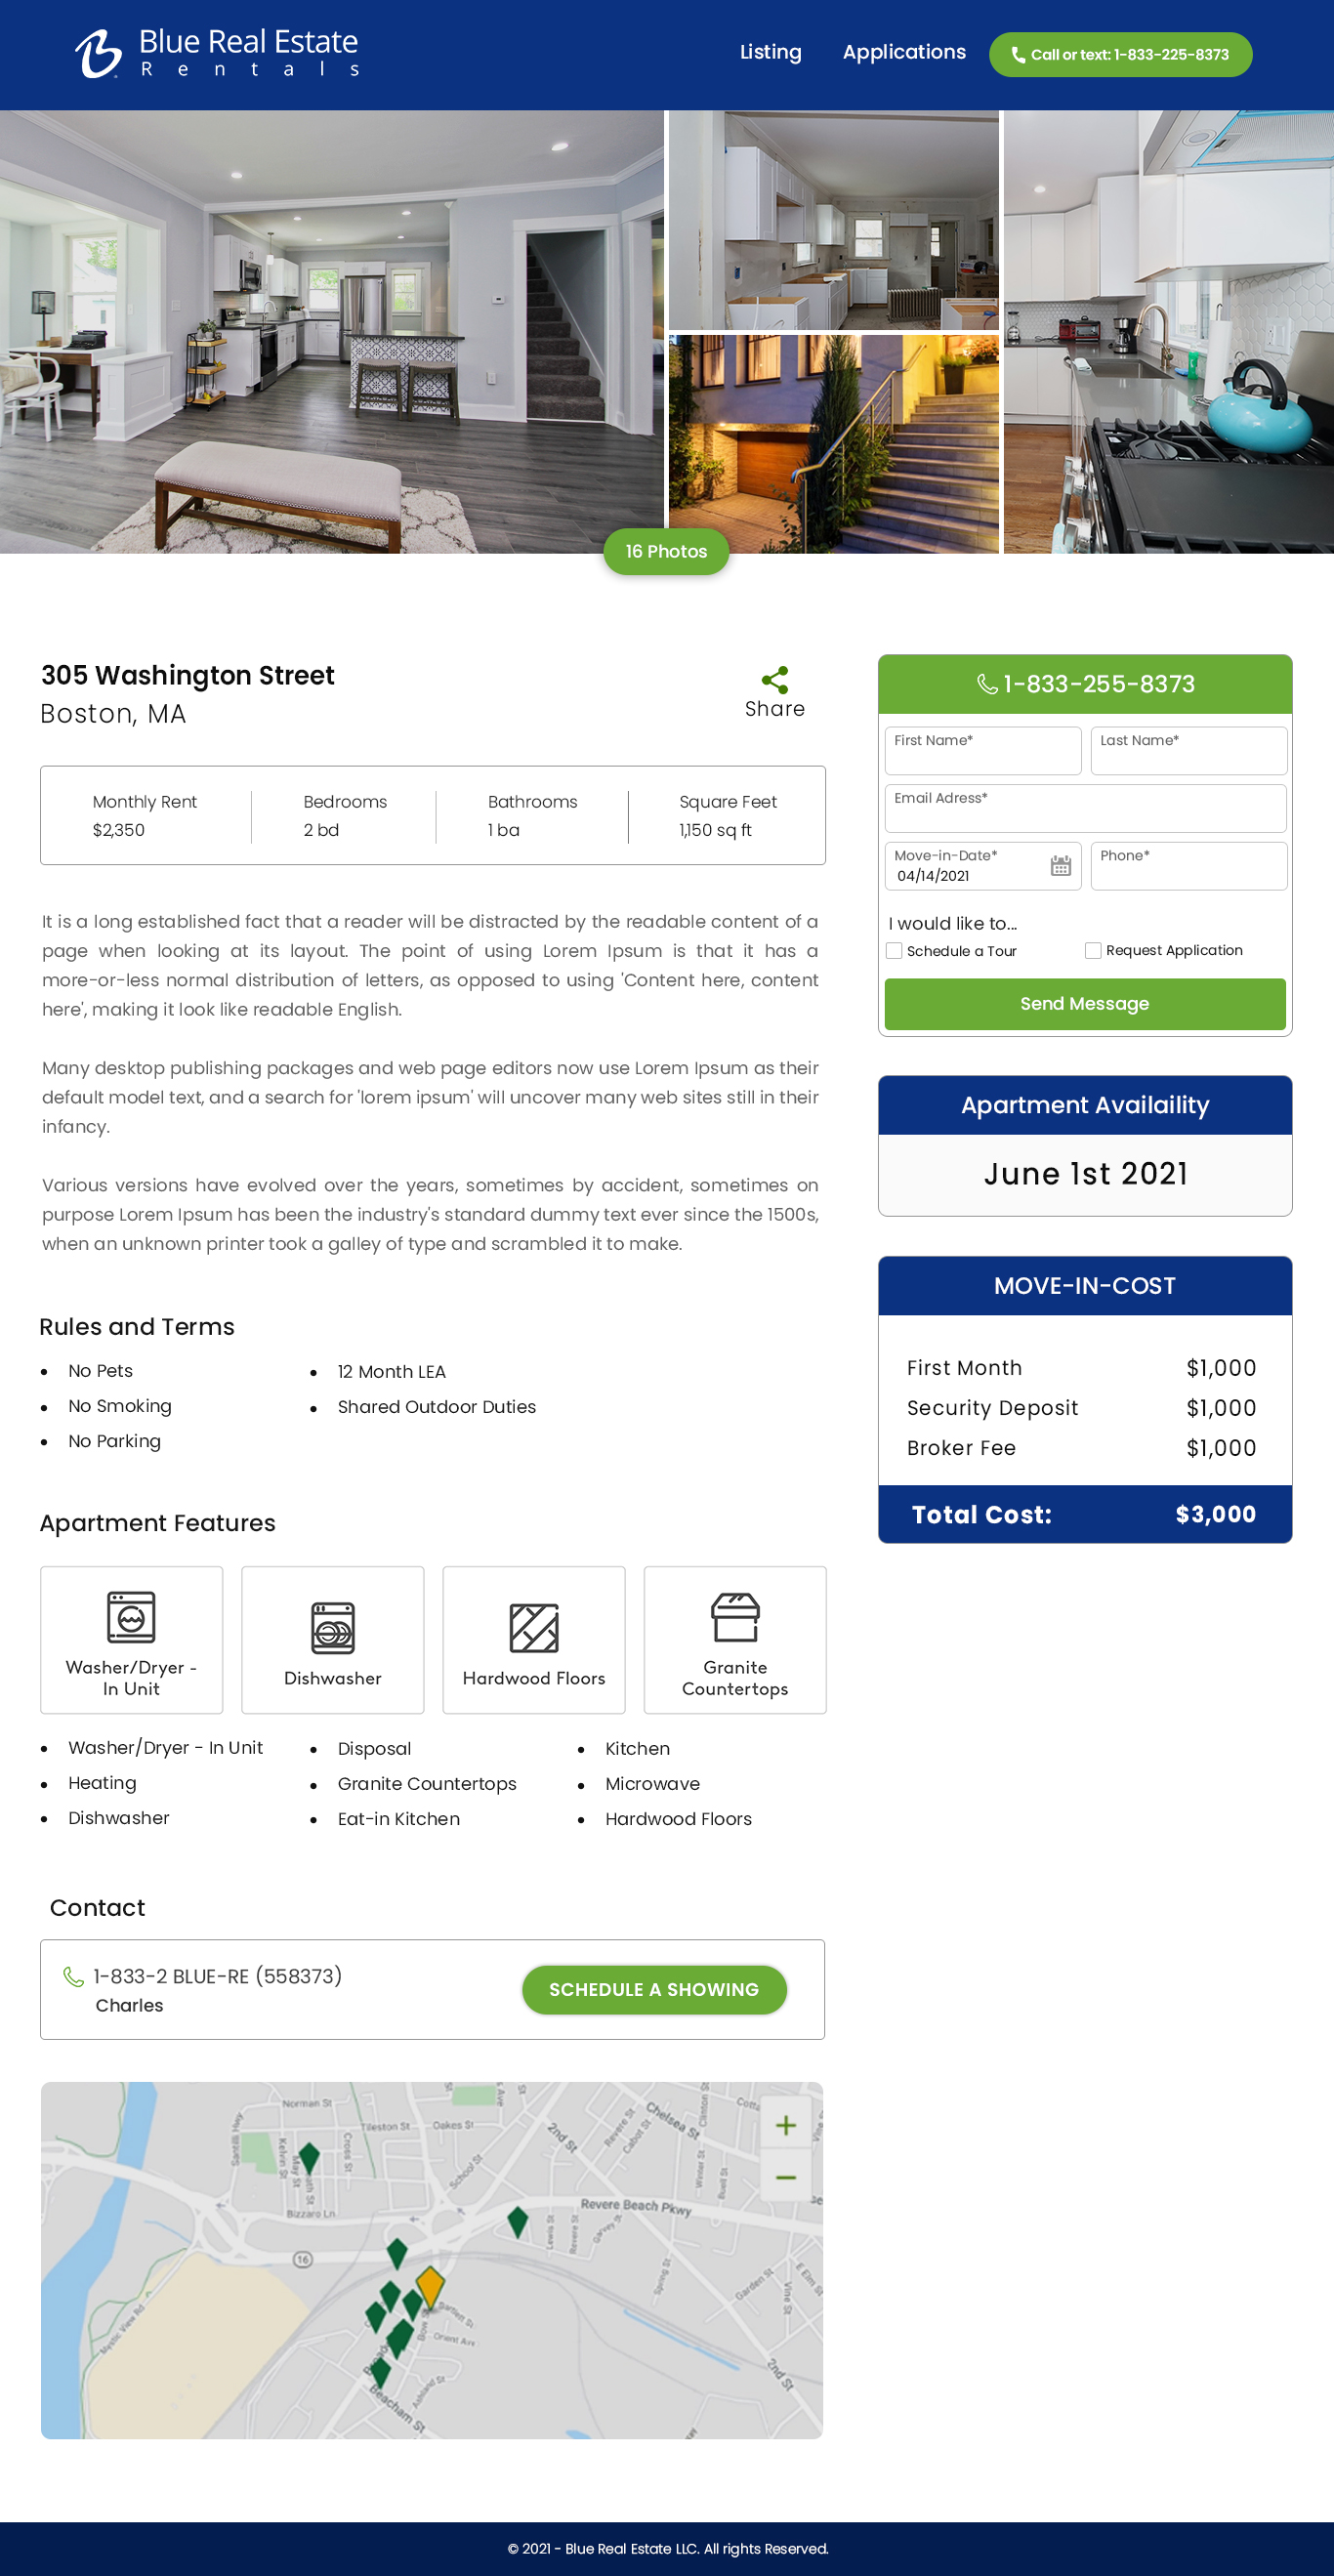 Blue Real Estate
Rentals
Listing
Applications
Call or text: 1-833-225-8373
16 Photos
305 Washington Street
Boston, MA
Share
Monthly Rent
$2,350
Bedrooms
2 bd
Bathrooms
1 ba
Square Feet
1,150 sq ft
It is a long established fact that a reader will be distracted by the readable content of a
page when looking at its layout. The point of using Lorem Ipsum is that it has a
more-or-less normal distribution of letters, as opposed to using 'Content here, content
here', making it look like readable English.
Many desktop publishing packages and web page editors now use Lorem Ipsum as their
default model text, and a search for 'lorem ipsum' will uncover many web sites still in their
infancy.
Various versions have evolved over the years, sometimes by accident, sometimes on
purpose Lorem Ipsum has been the industry's standard dummy text ever since the 1500s,
when an unknown printer took a galley of type and scrambled it to make.
Rules and Terms
No Pets
No Smoking
No Parking
12 Month LEA
Shared Outdoor Duties
Apartment Features
Washer/Dryer -
In Unit
Dishwasher
Hardwood Floors
Granite
Countertops
Washer/Dryer - In Unit
Heating
Dishwasher
Disposal
Granite Countertops
Eat-in Kitchen
Kitchen
Microwave
Hardwood Floors
Contact
1-833-2 BLUE-RE (558373)
Charles
SCHEDULE A SHOWING
Norman St
Tileston St
Oakes St
Santilli Hwy
Kelvin St
May St
Cross St
Bizzaro Ln
School St
2nd St
Revere St
Cabot St
Chelsea St
Clinton St
Winter St
Buell St
Revere Beach Pkwy
Lewis St
Revere St
Garvey St
Spring St
Garden St
Vine St
E Elm St
16
Mystic View Rd
Bartlett St
Orient Ave
Ashland St
Beacham St
2nd St
+
−
1-833-255-8373
First Name*
Last Name*
Email Adress*
Move-in-Date*
04/14/2021
Phone*
I would like to...
Schedule a Tour
Request Application
Send Message
Apartment Availaility
June 1st 2021
MOVE-IN-COST
First Month $1,000
Security Deposit $1,000
Broker Fee $1,000
Total Cost: $3,000
© 2021 - Blue Real Estate LLC. All rights Reserved.